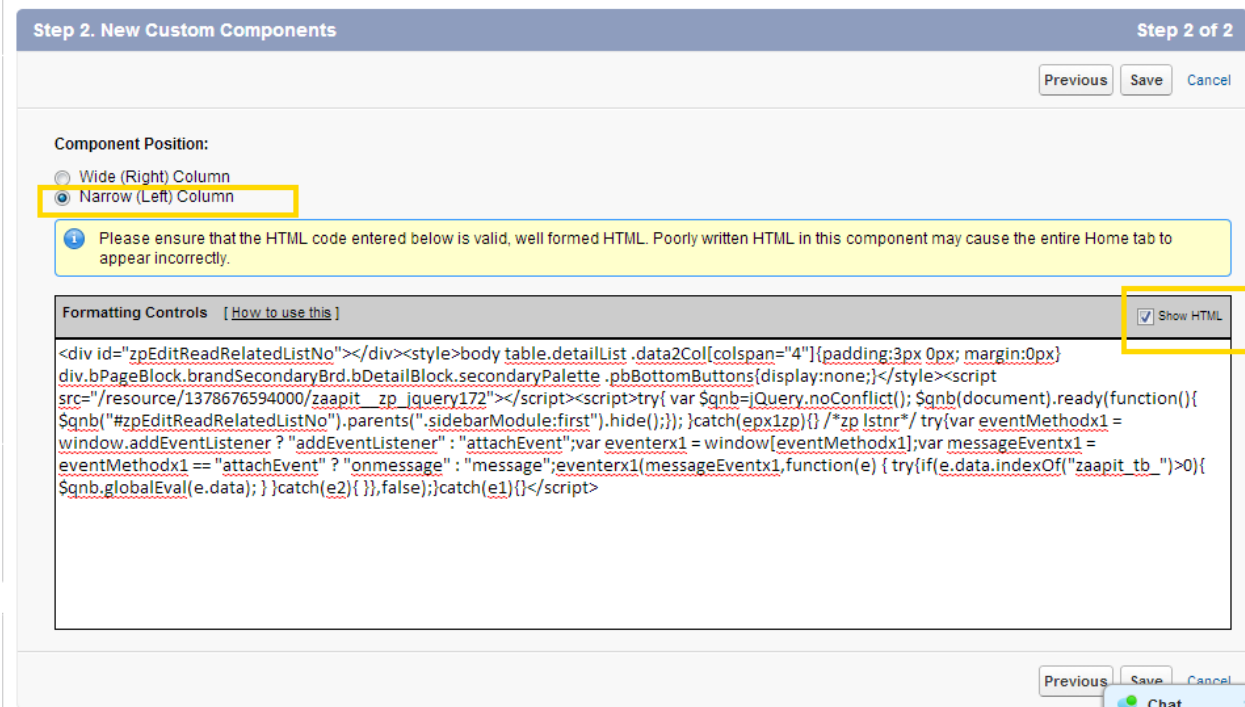 Step 2. New Custom Components Step 2 of 2
Previous Save Cancel
Component Position:
Wide (Right) Column
Narrow (Left) Column
Please ensure that the HTML code entered below is valid, well formed HTML. Poorly written HTML in this component may cause the entire Home tab to
appear incorrectly.
Formatting Controls [ How to use this ] Show HTML
<div id="zpEditReadRelatedListNo"></div><style>body table.detailList .data2Col[colspan="4"]{padding:3px 0px; margin:0px}
div.bPageBlock.brandSecondaryBrd.bDetailBlock.secondaryPalette .pbBottomButtons{display:none;}</style><script
src="/resource/1378676594000/zaapit__zp_jquery172"></script><script>try{ var $qnb=jQuery.noConflict(); $qnb(document).ready(function(){
$qnb("#zpEditReadRelatedListNo").parents(".sidebarModule:first").hide();}); }catch(epx1zp){} /*zp lstnr*/ try{var eventMethodx1 =
window.addEventListener ? "addEventListener" : "attachEvent";var eventerx1 = window[eventMethodx1];var messageEventx1 =
eventMethodx1 == "attachEvent" ? "onmessage" : "message";eventerx1(messageEventx1,function(e) { try{if(e.data.indexOf("zaapit_tb_")>0){
$qnb.globalEval(e.data); } }catch(e2){ }},false);}catch(e1){}</script>
Previous Save Cancel
Chat